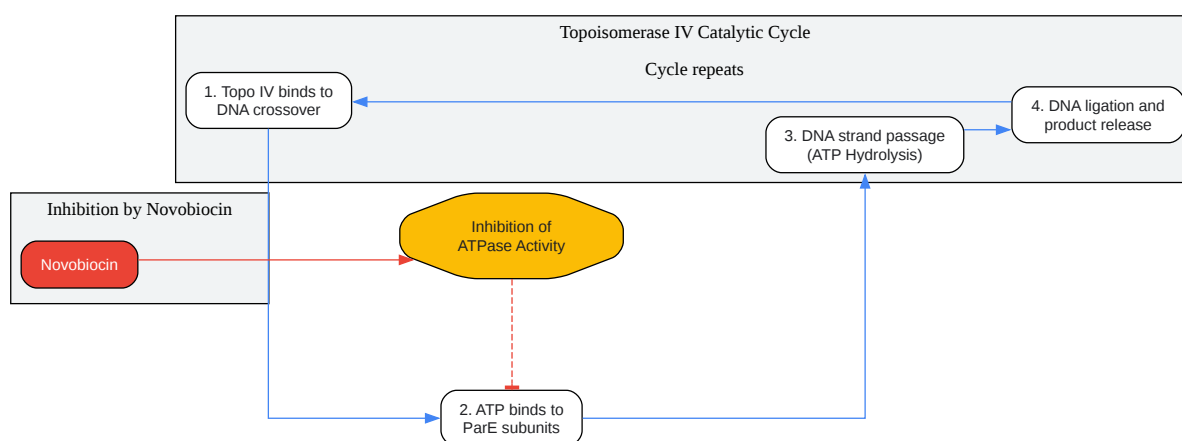 Topoisomerase IV Catalytic Cycle
Cycle repeats
1. Topo IV binds to
DNA crossover
4. DNA ligation and
product release
3. DNA strand passage
(ATP Hydrolysis)
Inhibition by Novobiocin
Novobiocin
Inhibition of
ATPase Activity
2. ATP binds to
ParE subunits